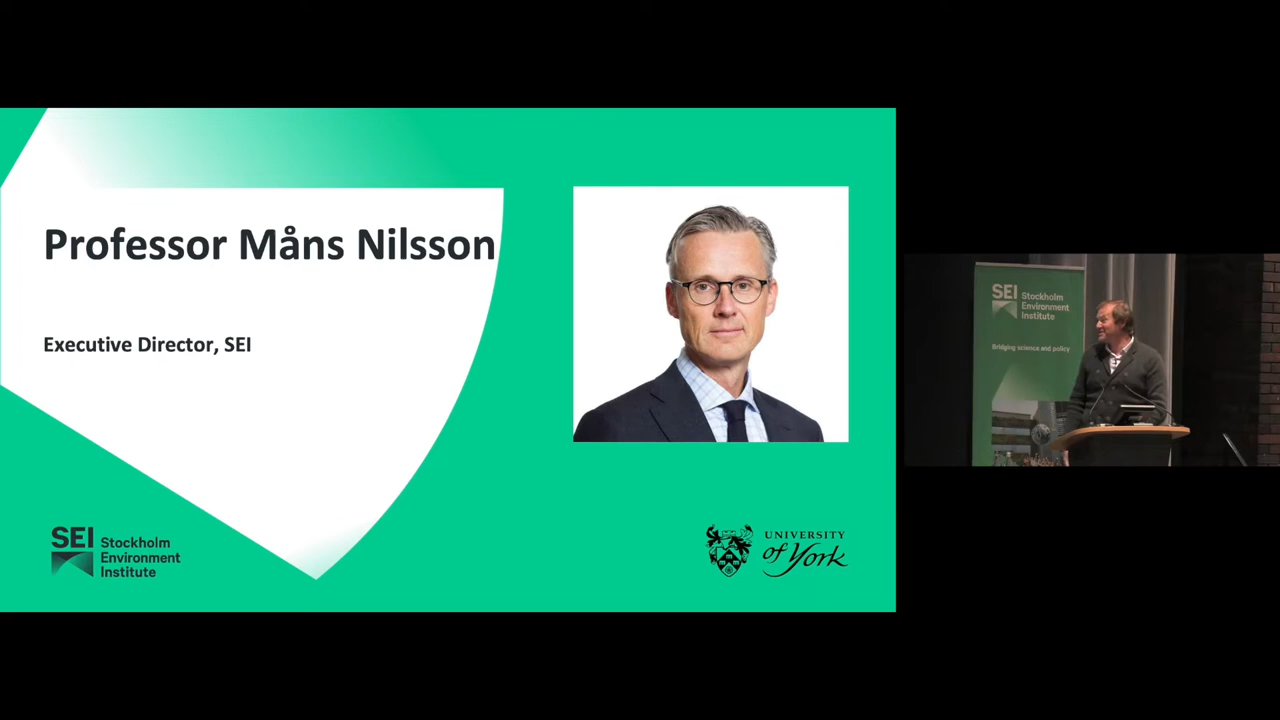 Professor Måns Nilsson
Executive Director, SEI
SEI Stockholm
Environment
Institute
UNIVERSITY
of York
SEI Stockholm
Environment
Institute
Bridging science and policy